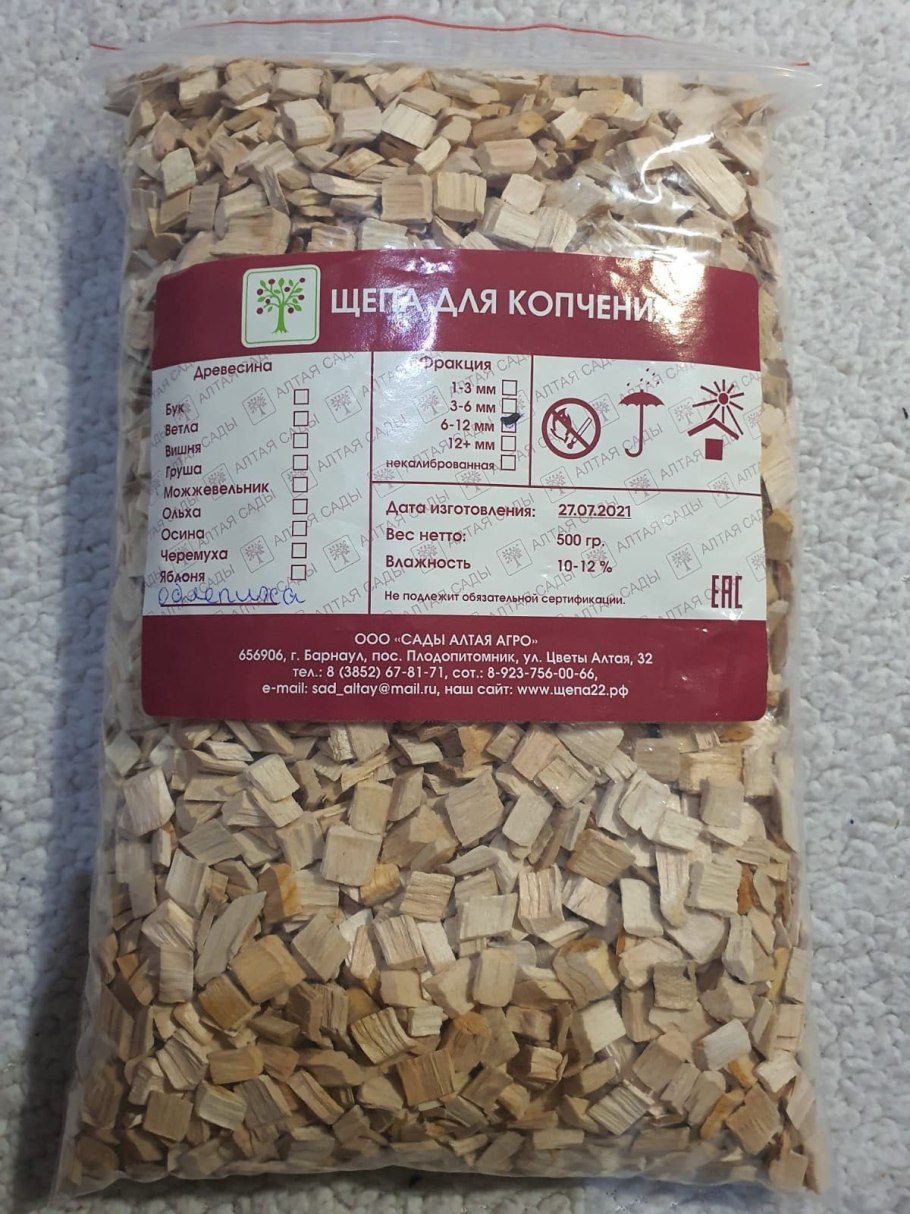 ЩЕПА ДЛЯ КОПЧЕНИЯ
Древесина
Бук
Ветла
Вишня
Груша
Можжевельник
Ольха
Осина
Черемуха
Яблоня
облепиха
Фракция
1-3 мм
3-6 мм
6-12 мм
12+ мм
некалиброванная
Дата изготовления: 27.07.2021
Вес нетто: 500 гр.
Влажность 10-12 %
Не подлежит обязательной сертификации.
ЕАС
АЛТАЯ САДЫ
ООО «САДЫ АЛТАЯ АГРО»
656906, г. Барнаул, пос. Плодопитомник, ул. Цветы Алтая, 32
тел.: 8 (3852) 67-81-71, сот.: 8-923-756-00-66,
e-mail: sad_altay@mail.ru, наш сайт: www.щепа22.рф